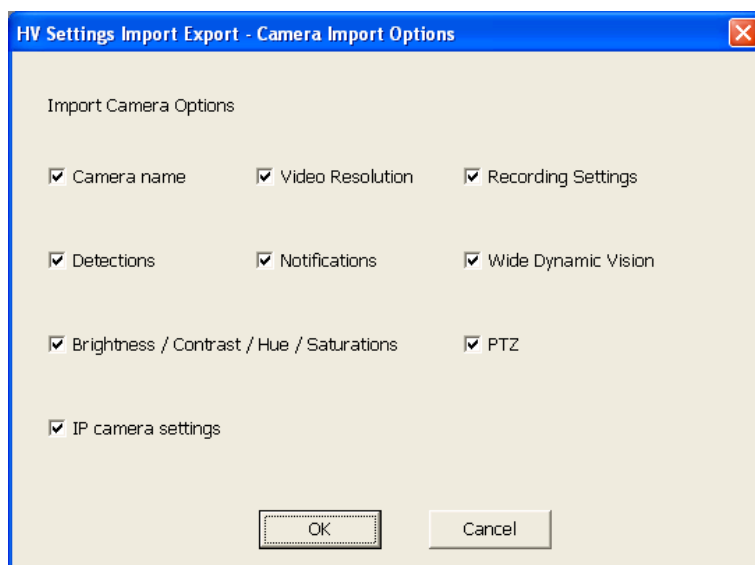 HV Settings Import Export - Camera Import Options
Import Camera Options
Camera name Video Resolution Recording Settings
Detections Notifications Wide Dynamic Vision
Brightness / Contrast / Hue / Saturations PTZ
IP camera settings
OK Cancel